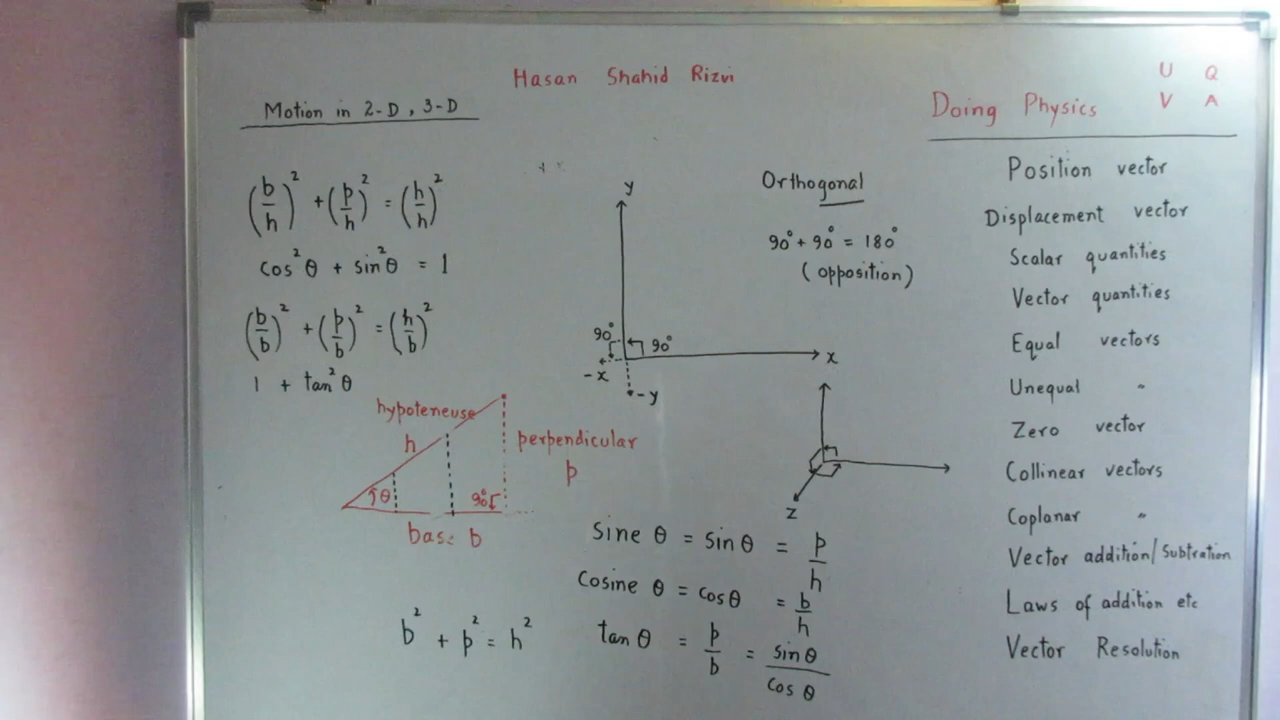 Hasan Shahid Rizvi
U Q
V A
Doing Physics
Motion in 2-D, 3-D
(b/h)² + (p/h)² = (h/h)²
cos²θ + sin²θ = 1
(b/b)² + (p/b)² = (h/b)²
1 + tan²θ
hypoteneuse
h
θ
90°
perpendicular
p
base b
b² + p² = h²
y
90°
90°
x
-x
-y
Orthogonal
90° + 90° = 180°
(opposition)
z
Sine θ = sin θ = p/h
Cosine θ = cos θ = b/h
tan θ = p/b = sin θ/cos θ
Position vector
Displacement vector
Scalar quantities
Vector quantities
Equal vectors
Unequal "
Zero vector
Collinear vectors
Coplanar "
Vector addition/Subtration
Laws of addition etc
Vector Resolution